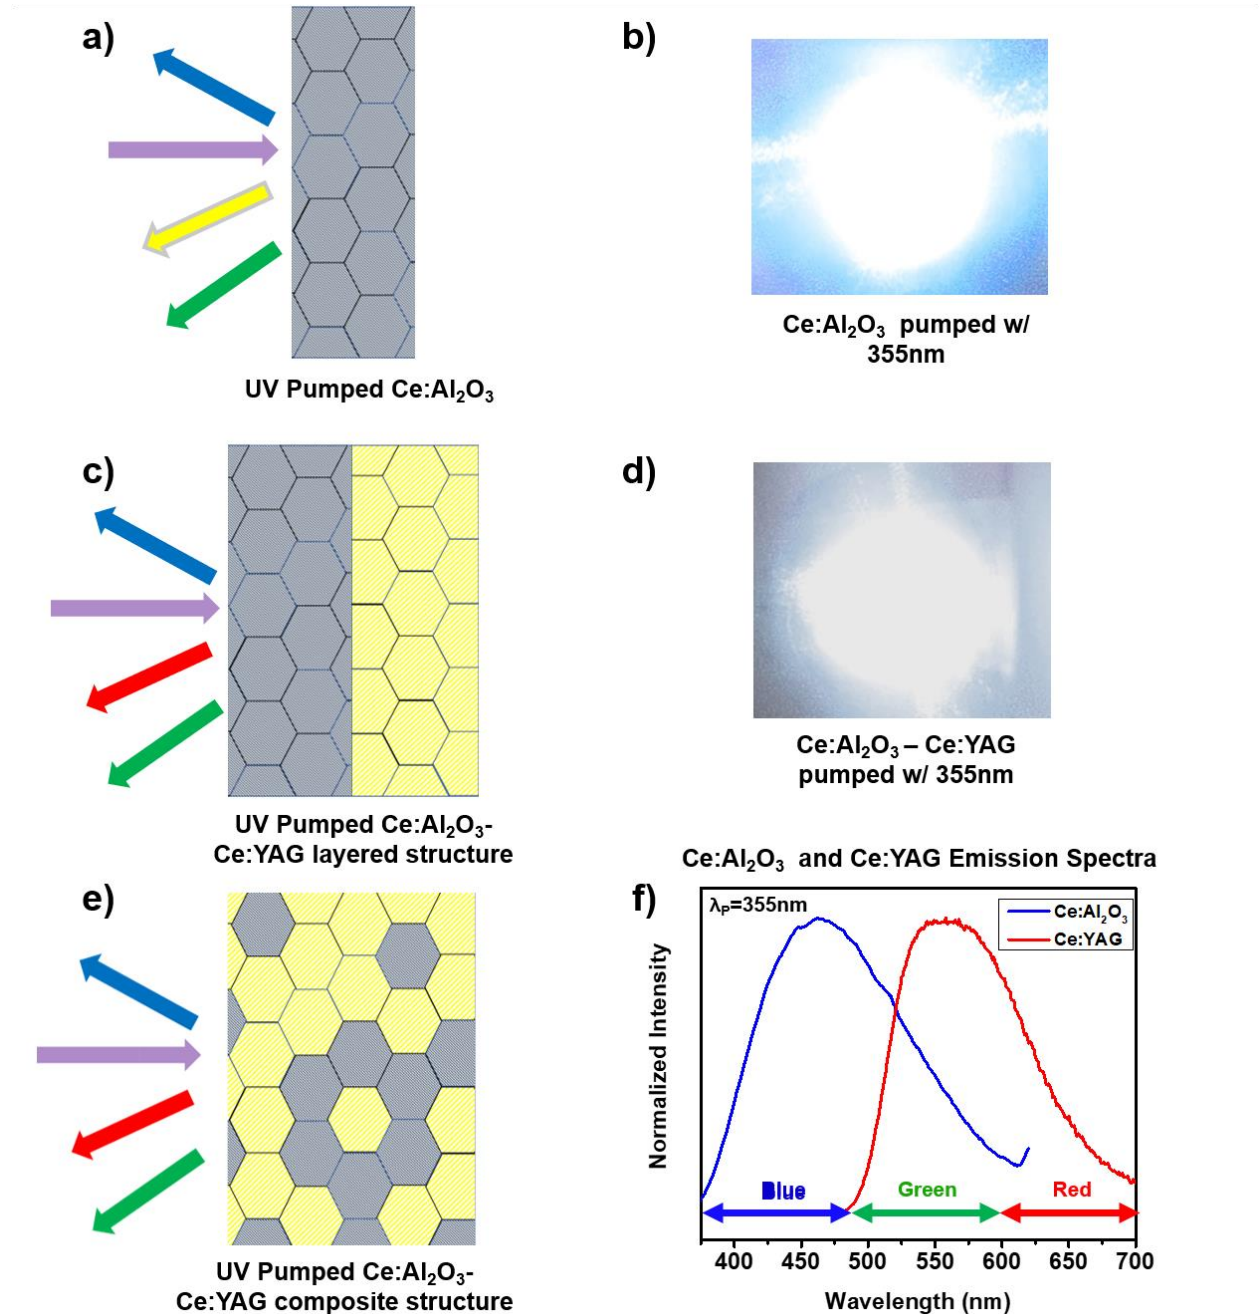 a)
b)
Ce:Al₂O₃ pumped w/
355nm
UV Pumped Ce:Al₂O₃
c)
d)
Ce:Al₂O₃ – Ce:YAG
pumped w/ 355nm
UV Pumped Ce:Al₂O₃-
Ce:YAG layered structure
e)
UV Pumped Ce:Al₂O₃-
Ce:YAG composite structure
Ce:Al₂O₃ and Ce:YAG Emission Spectra
f)
λₚ=355nm
Ce:Al₂O₃
Ce:YAG
Normalized Intensity
Blue
Green
Red
400 450 500 550 600 650 700
Wavelength (nm)